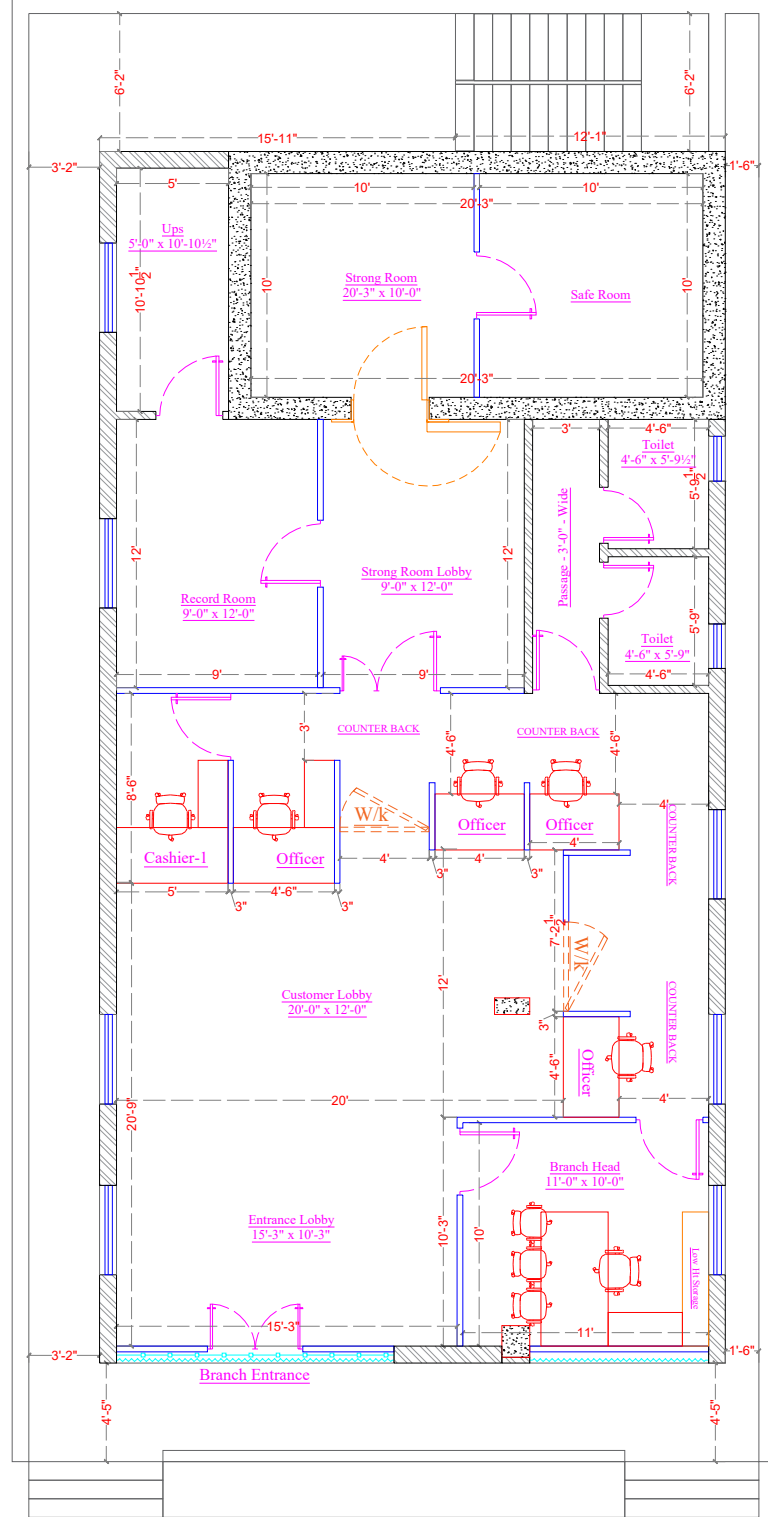 6'-2"
6'-2"
15'-11"
12'-1"
3'-2"
1'-6"
5'
10'
10'
20'-3"
Ups
5'-0" x 10'-10½"
10'-10½"
Strong Room
20'-3" x 10'-0"
Safe Room
10'
10'
20'-3"
3'
4'-6"
Toilet
4'-6" x 5'-9½"
5'-9½"
Passage - 3'-0" - Wide
12'
12'
Strong Room Lobby
9'-0" x 12'-0"
Record Room
9'-0" x 12'-0"
Toilet
4'-6" x 5'-9"
5'-9"
9'
9'
4'-6"
COUNTER BACK
COUNTER BACK
3'
4'-6"
4'-6"
8'-6"
W/k
4'
COUNTER BACK
Officer
Officer
Cashier-1
Officer
4'
4'
4'
5'
4'-6"
3"
3"
3"
3"
7'-2½"
W/k
12'
Customer Lobby
20'-0" x 12'-0"
COUNTER BACK
3"
4'-6"
Officer
20'
4'
20'-9"
Branch Head
11'-0" x 10'-0"
Entrance Lobby
15'-3" x 10'-3"
10'-3"
10'
Low Ht Storage
15'-3"
11'
3'-2"
1'-6"
Branch Entrance
4'-5"
4'-5"